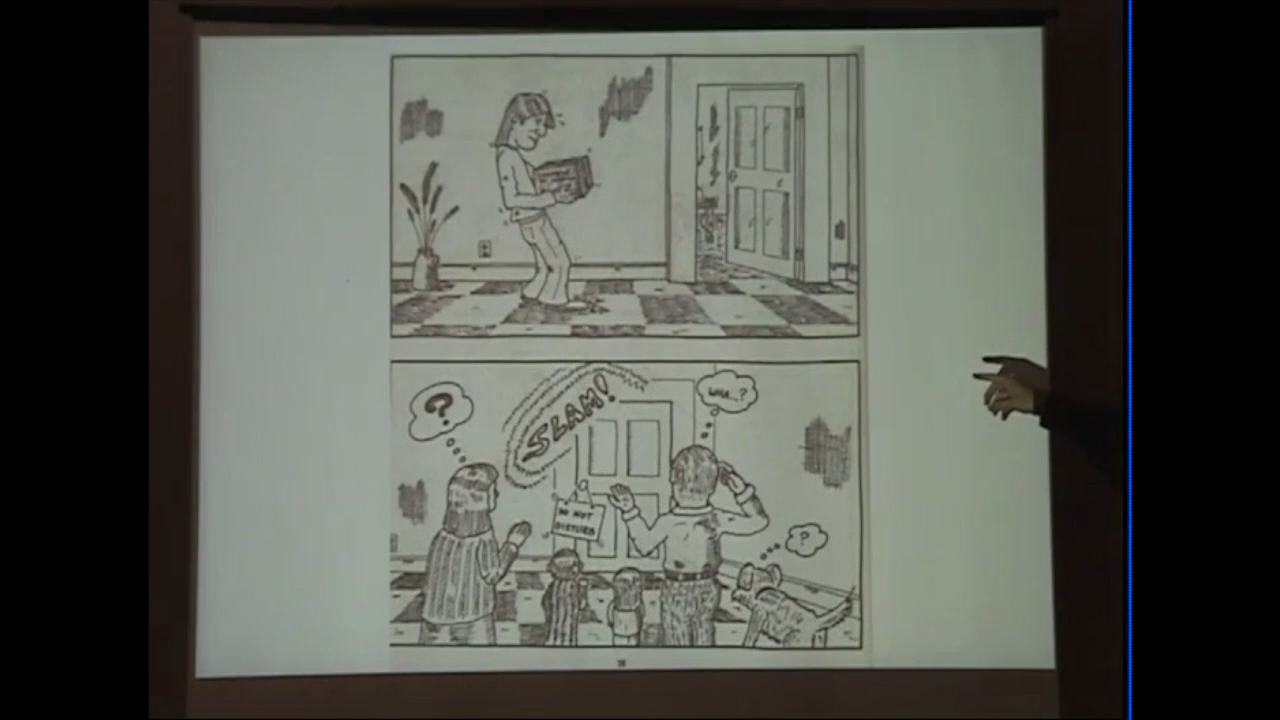 ?
SLAM!
WHA...?
DO NOT
DISTURB
?